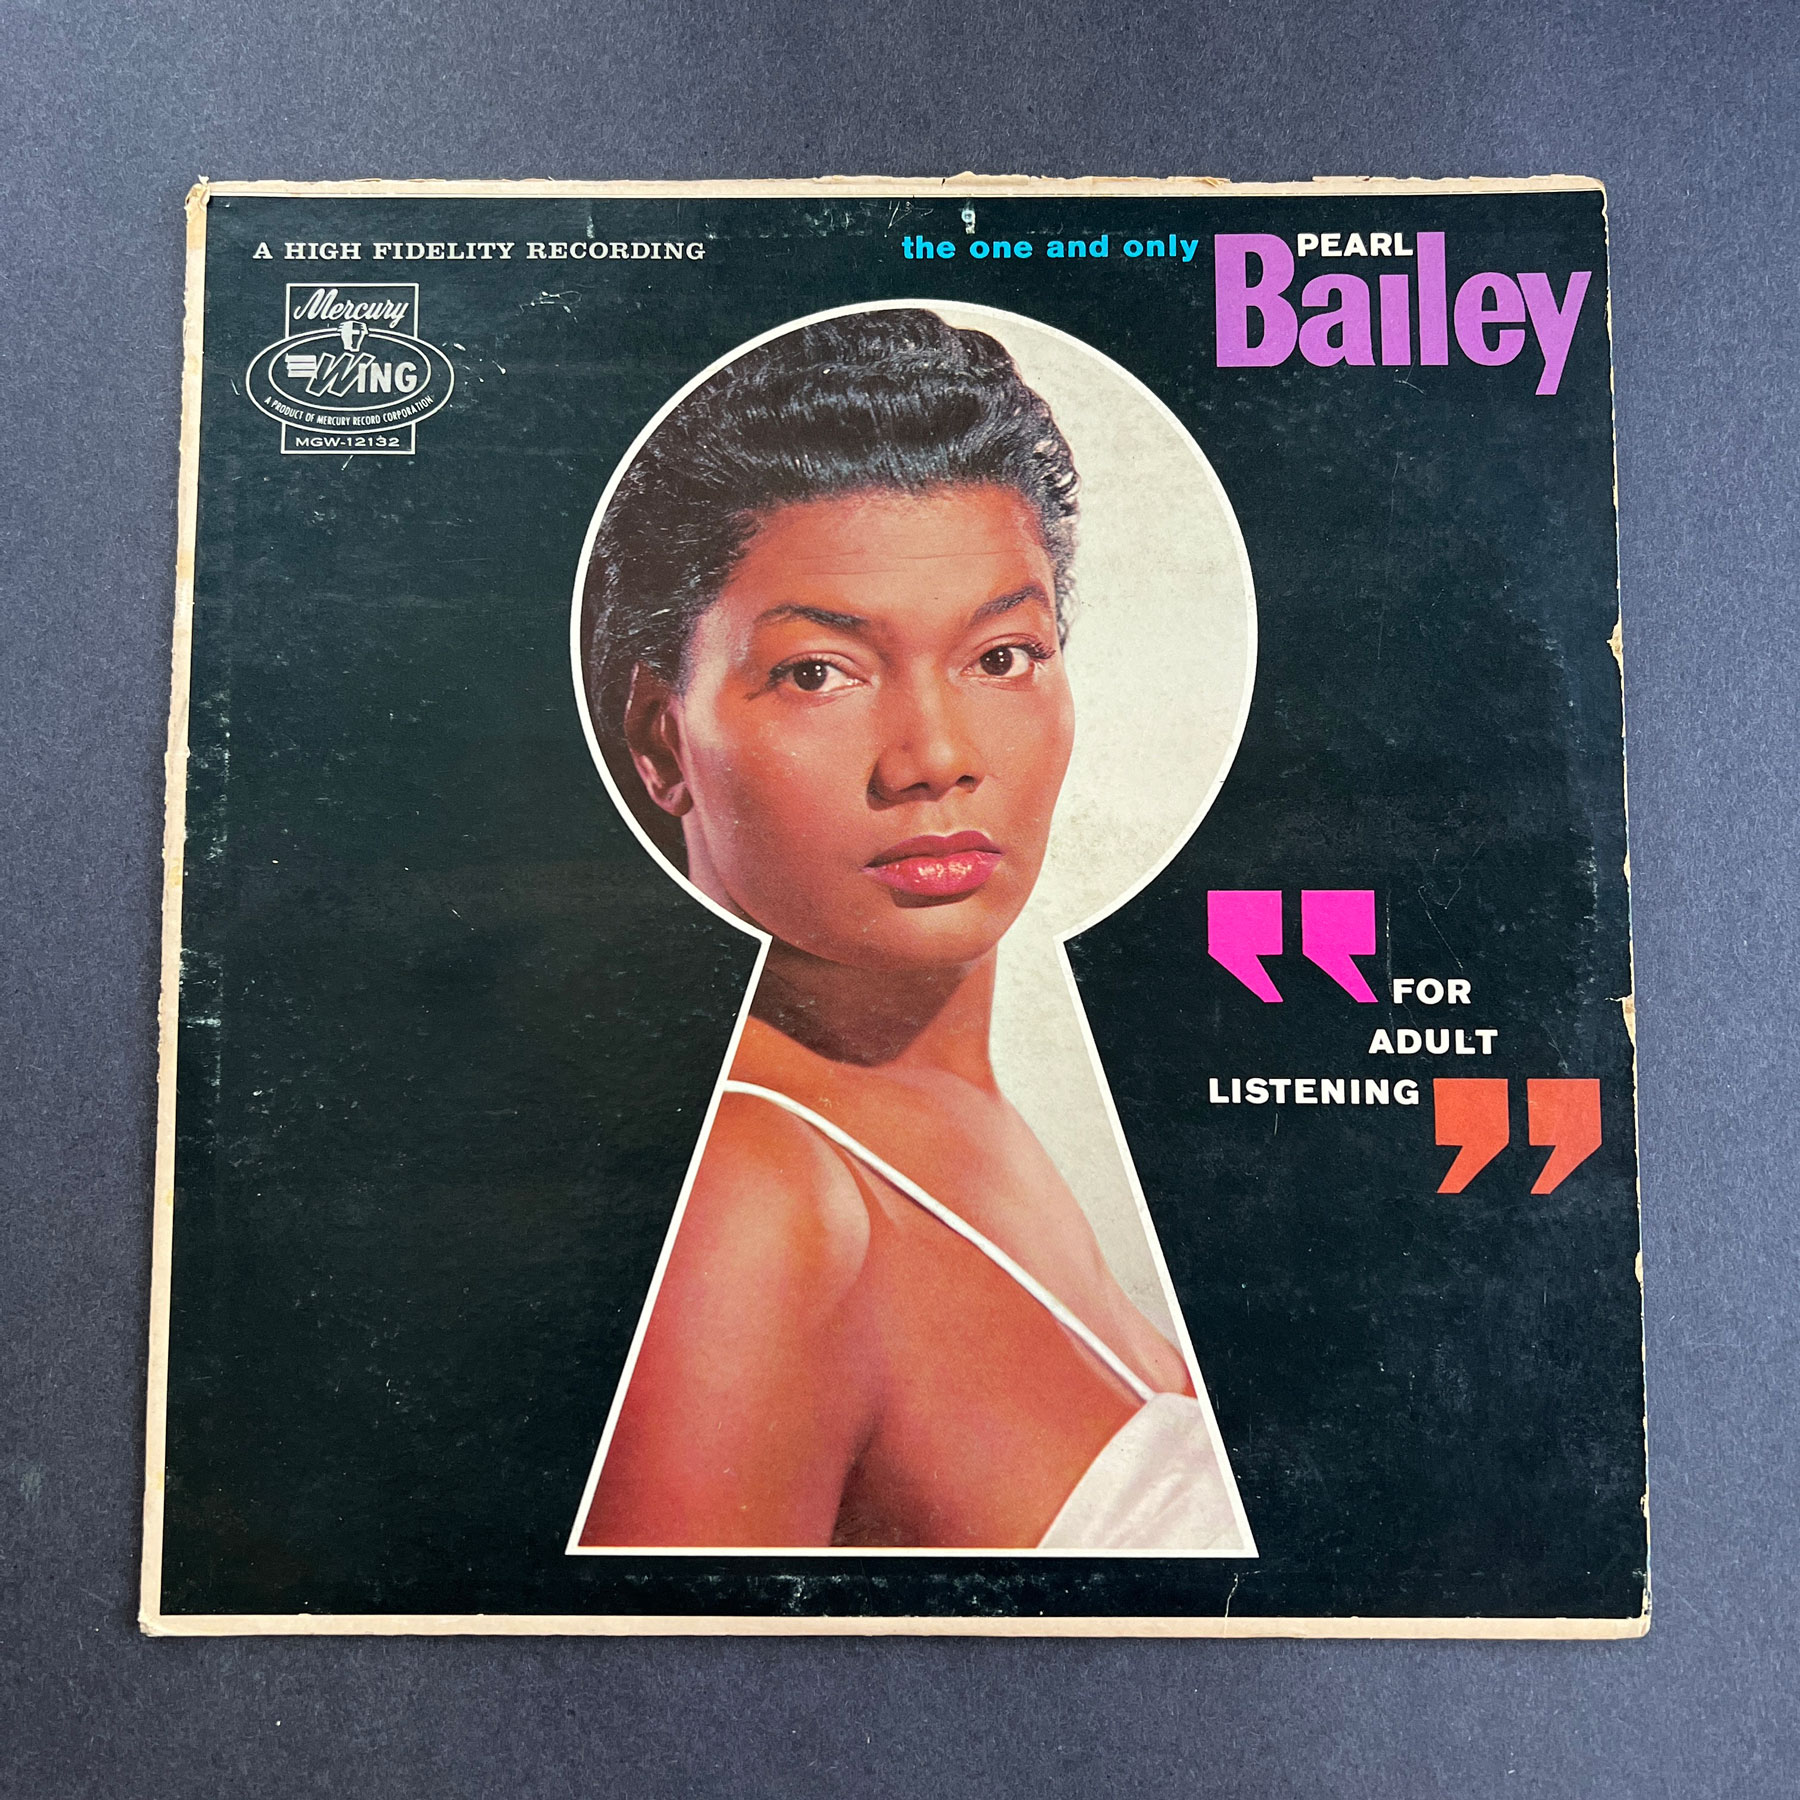 A HIGH FIDELITY RECORDING
the one and only PEARL
Bailey
Mercury
WING
A PRODUCT OF MERCURY RECORD CORPORATION
MGW-12132
“ FOR
ADULT
LISTENING ”